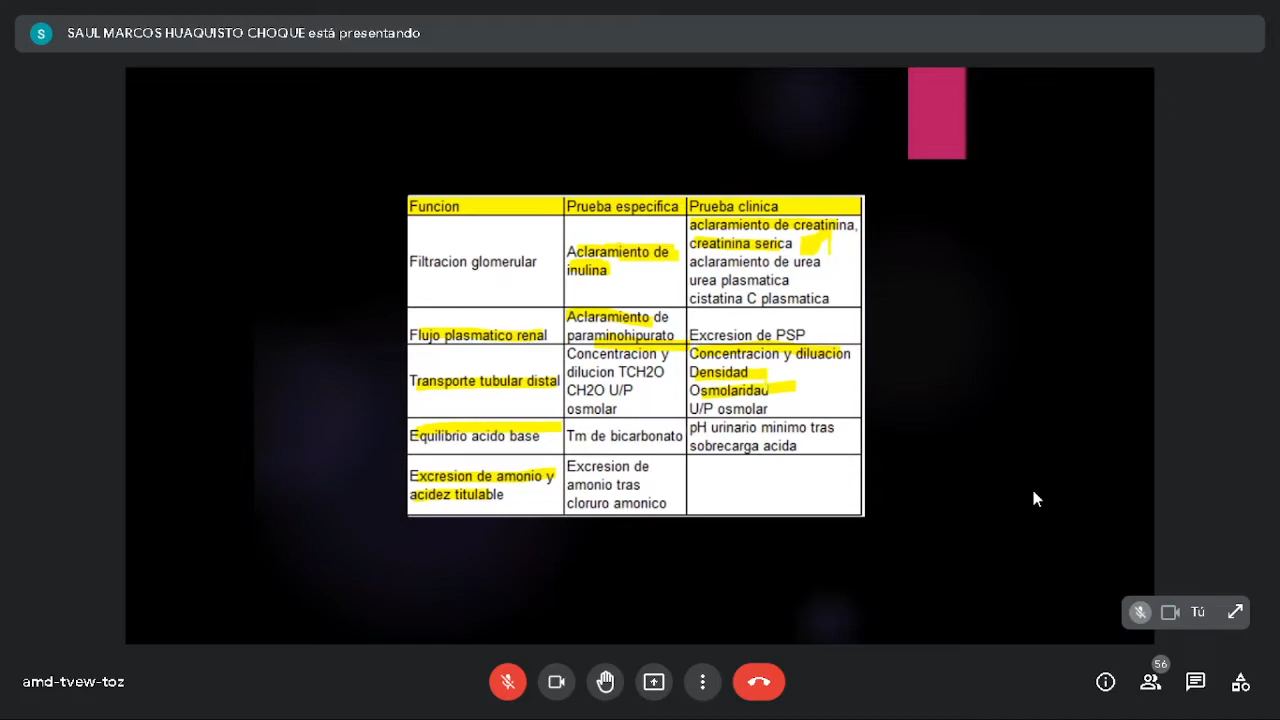 S
SAUL MARCOS HUAQUISTO CHOQUE está presentando
Funcion
Prueba especifica
Prueba clinica
Filtracion glomerular
Aclaramiento de
inulina
aclaramiento de creatinina,
creatinina serica
aclaramiento de urea
urea plasmatica
cistatina C plasmatica
Flujo plasmatico renal
Aclaramiento de
paraminohipurato
Excresion de PSP
Transporte tubular distal
Concentracion y
dilucion TCH2O
CH2O U/P
osmolar
Concentracion y diluación
Densidad
Osmolaridad
U/P osmolar
Equilibrio acido base
Tm de bicarbonato
pH urinario minimo tras
sobrecarga acida
Excresion de amonio y
acidez titulable
Excresion de
amonio tras
cloruro amonico
Tú
amd-tvew-toz
56